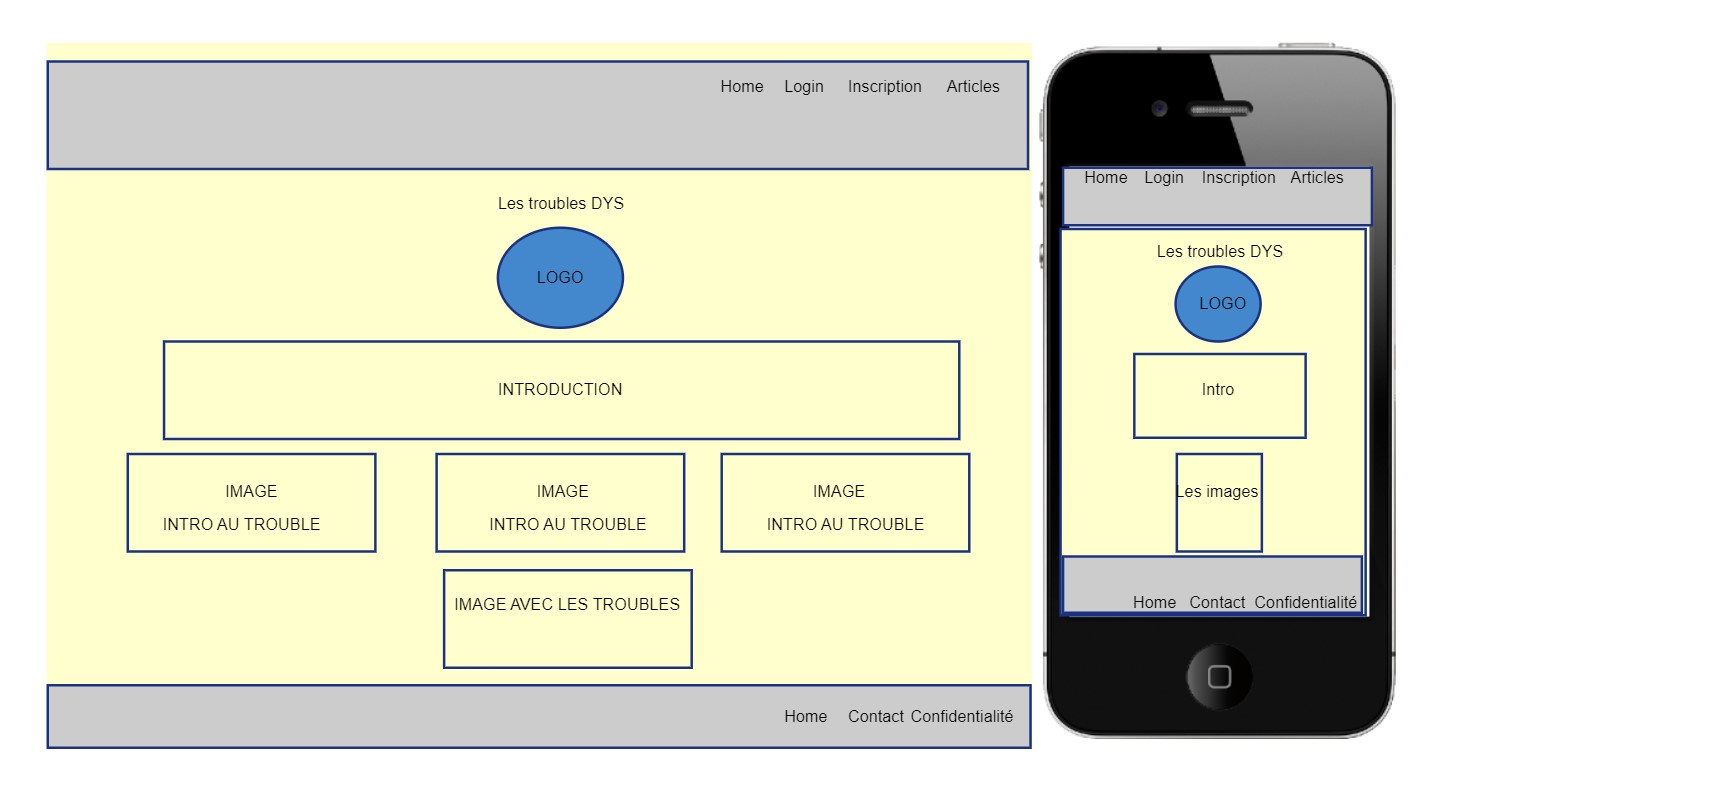 Home Login Inscription Articles
Les troubles DYS
LOGO
INTRODUCTION
IMAGE
INTRO AU TROUBLE
IMAGE
INTRO AU TROUBLE
IMAGE
INTRO AU TROUBLE
IMAGE AVEC LES TROUBLES
Home Contact Confidentialité
Home Login Inscription Articles
Les troubles DYS
LOGO
Intro
Les images
Home Contact Confidentialité